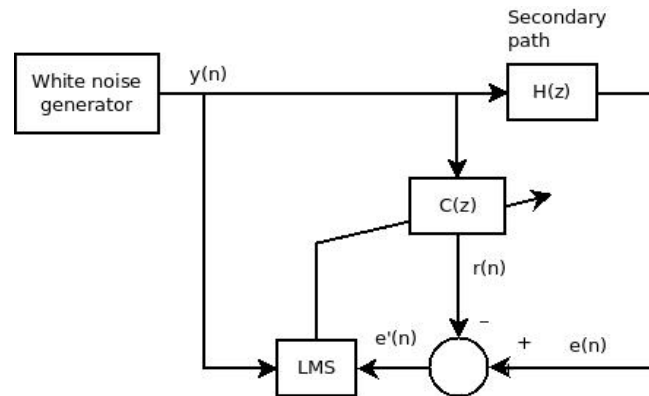 Secondary
path
White noise
generator
y(n)
H(z)
C(z)
r(n)
–
e'(n)
+
e(n)
LMS